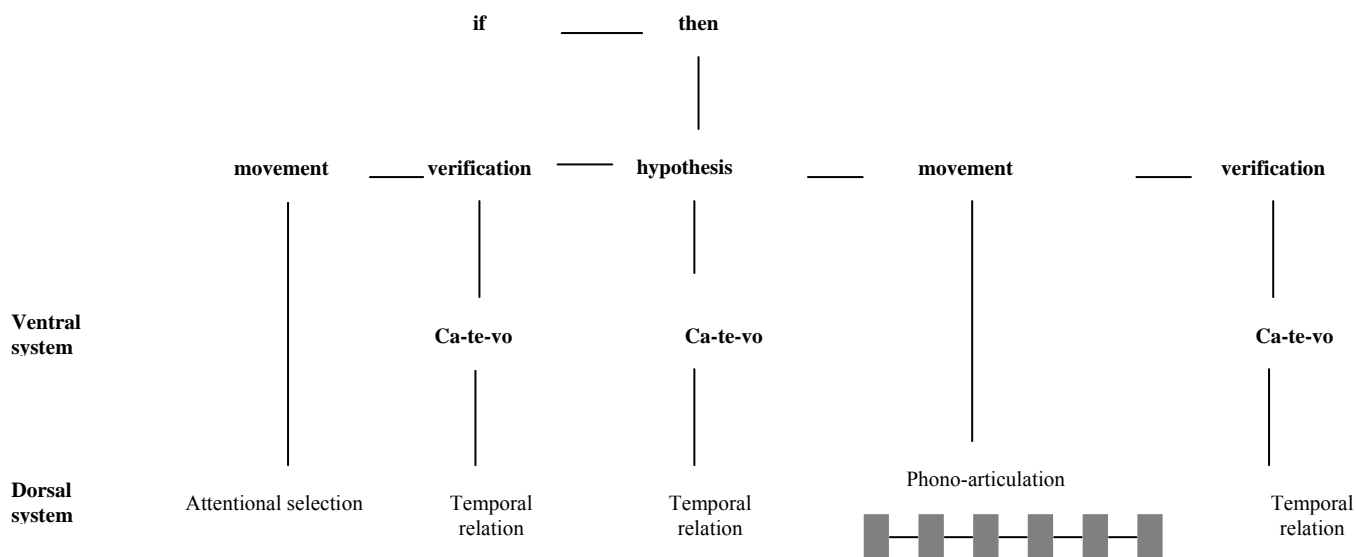 if then
movement verification hypothesis movement verification
Ventral
system
Ca-te-vo Ca-te-vo Ca-te-vo
Dorsal
system
Attentional selection
Temporal
relation
Temporal
relation
Phono-articulation
Temporal
relation